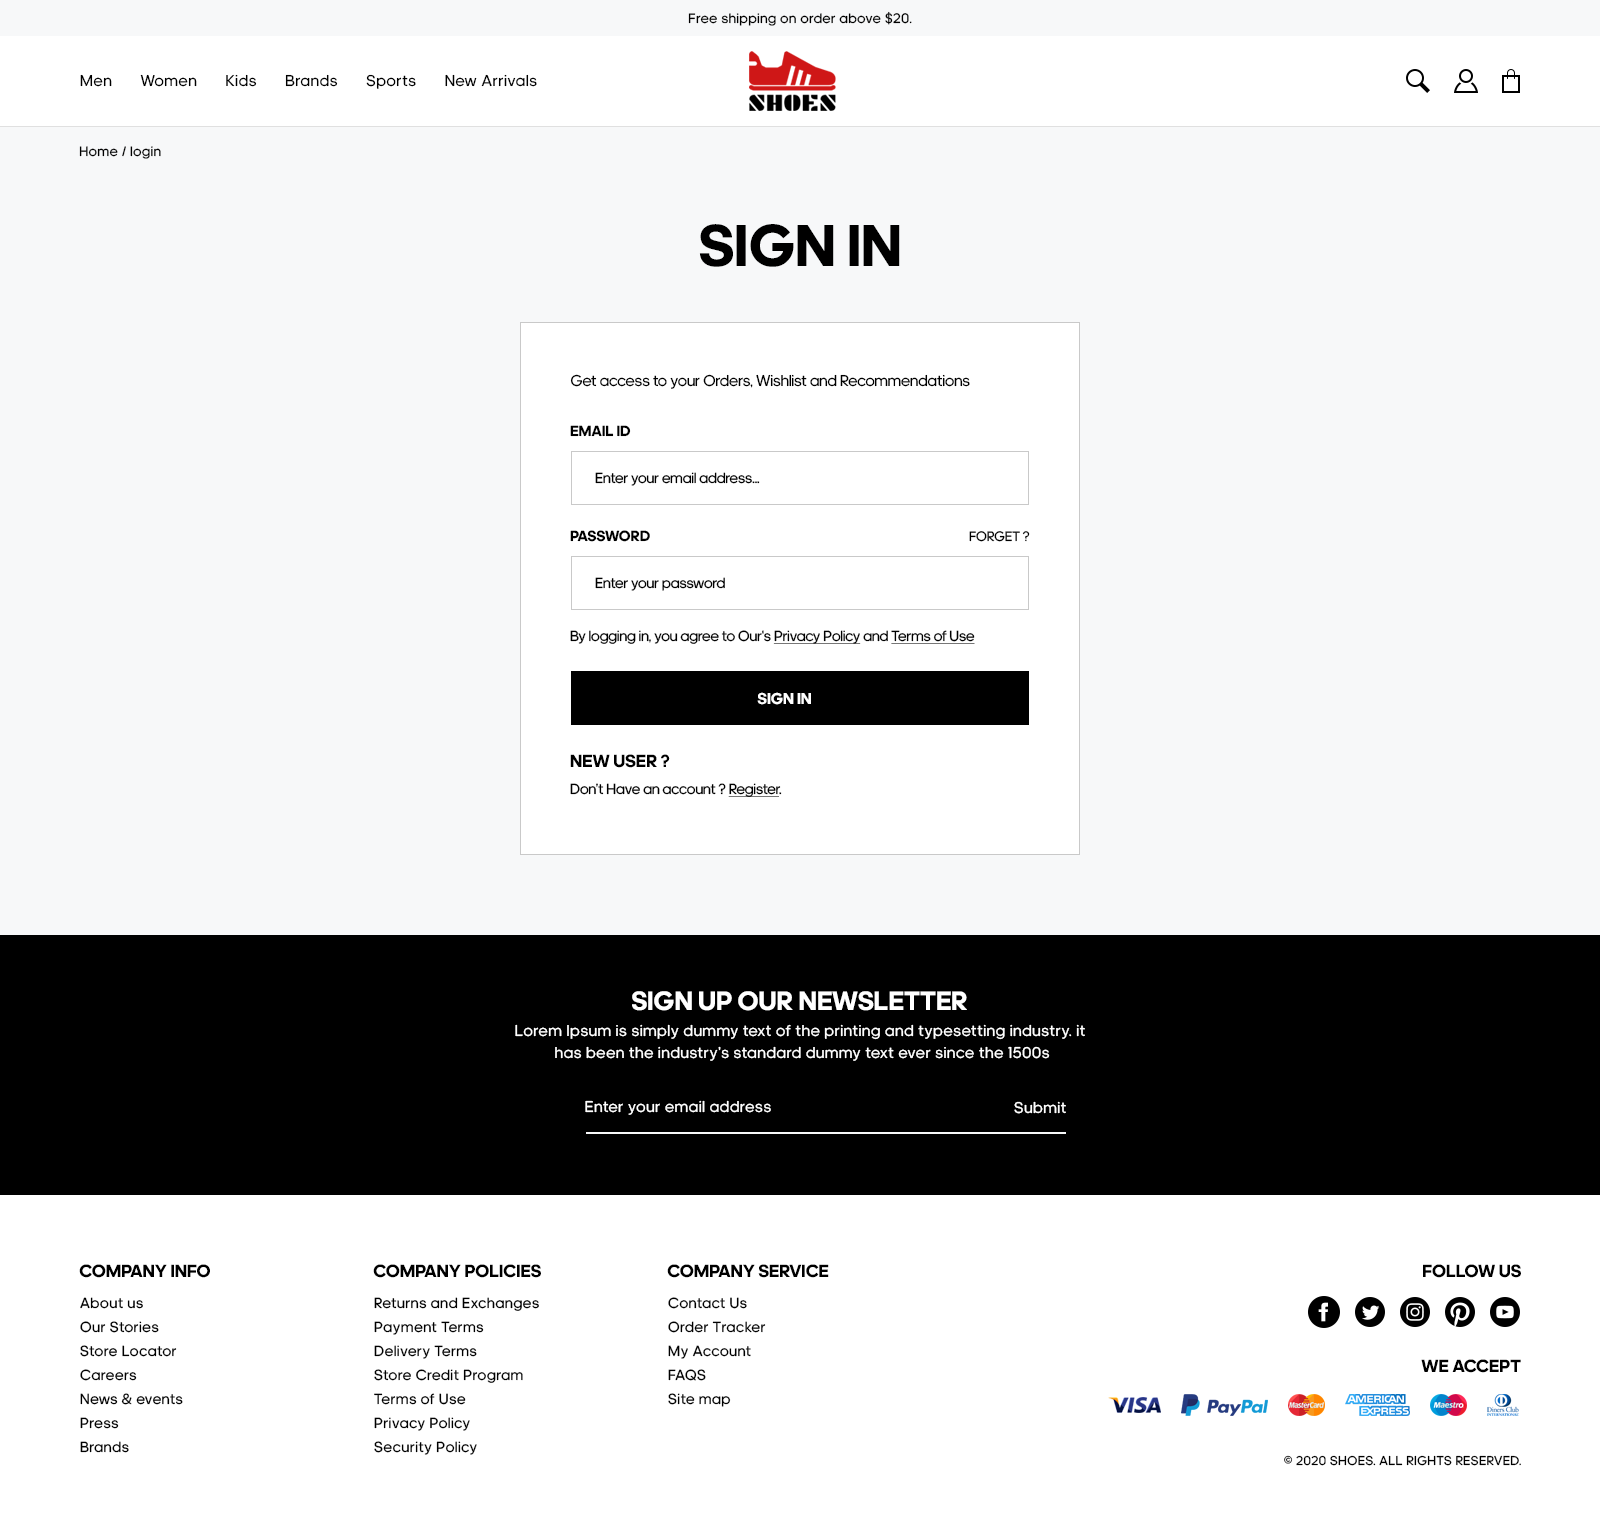 Free shipping on order above $20.
Men Women Kids Brands Sports New Arrivals
SHOES
Home / login
SIGN IN
Get access to your Orders, Wishlist and Recommendations
EMAIL ID
Enter your email address...
PASSWORD FORGET ?
Enter your password
By logging in, you agree to Our's Privacy Policy and Terms of Use
SIGN IN
NEW USER ?
Don't Have an account ? Register.
SIGN UP OUR NEWSLETTER
Lorem Ipsum is simply dummy text of the printing and typesetting industry. it
has been the industry's standard dummy text ever since the 1500s
Enter your email address Submit
COMPANY INFO
About us
Our Stories
Store Locator
Careers
News & events
Press
Brands
COMPANY POLICIES
Returns and Exchanges
Payment Terms
Delivery Terms
Store Credit Program
Terms of Use
Privacy Policy
Security Policy
COMPANY SERVICE
Contact Us
Order Tracker
My Account
FAQS
Site map
FOLLOW US
WE ACCEPT
VISA PayPal MasterCard AMERICAN EXPRESS Maestro Diners Club INTERNATIONAL
© 2020 SHOES. ALL RIGHTS RESERVED.